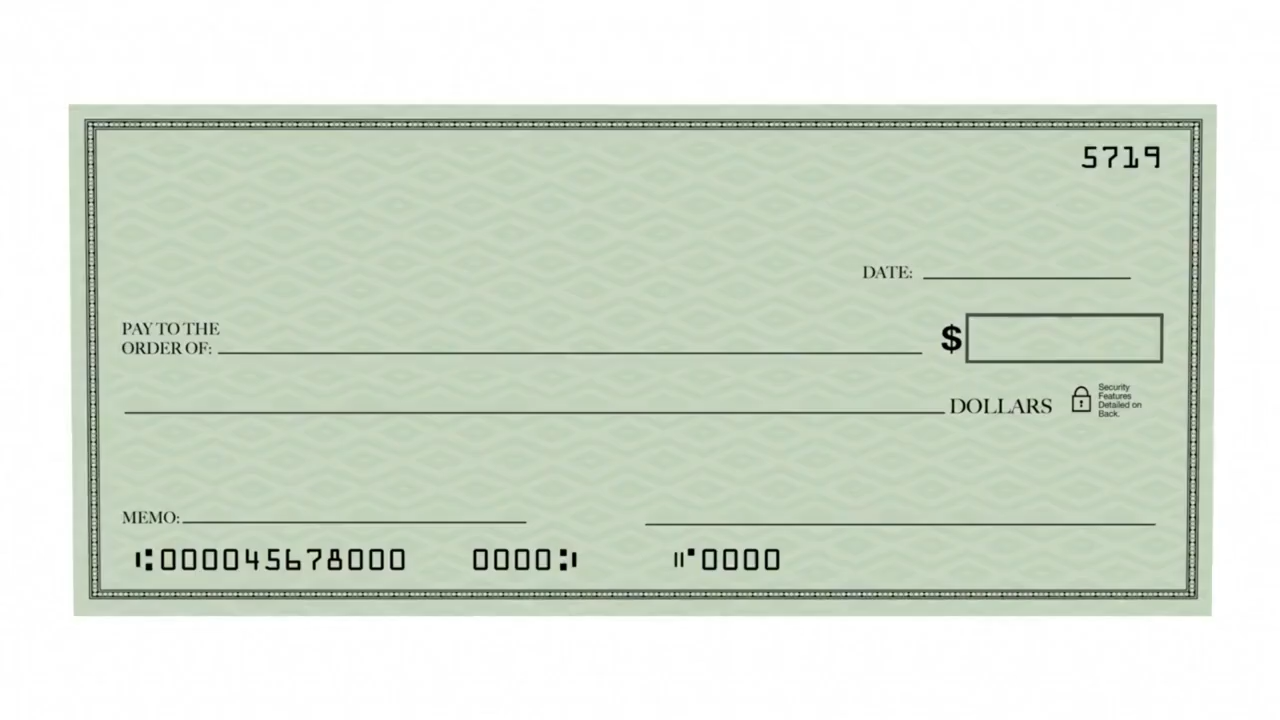 5719
DATE:
PAY TO THE
ORDER OF:
$
DOLLARS
Security
Features
Detailed on
Back.
MEMO:
⑆000045678000 0000⑆ ⑈0000